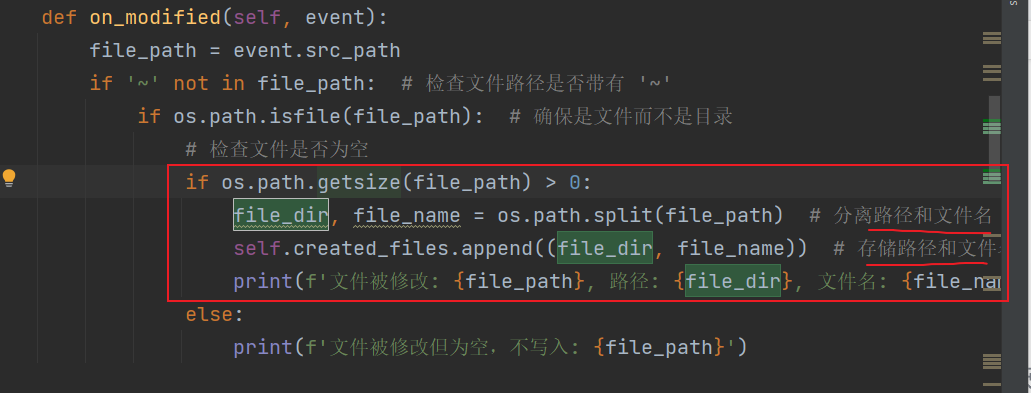 def on_modified(self, event):
file_path = event.src_path
if '~' not in file_path:  # 检查文件路径是否带有 '~'
if os.path.isfile(file_path):  # 确保是文件而不是目录
# 检查文件是否为空
if os.path.getsize(file_path) > 0:
file_dir, file_name = os.path.split(file_path)  # 分离路径和文件名
self.created_files.append((file_dir, file_name))  # 存储路径和文件
print(f'文件被修改: {file_path}, 路径: {file_dir}, 文件名: {file_nam
else:
print(f'文件被修改但为空，不写入: {file_path}')